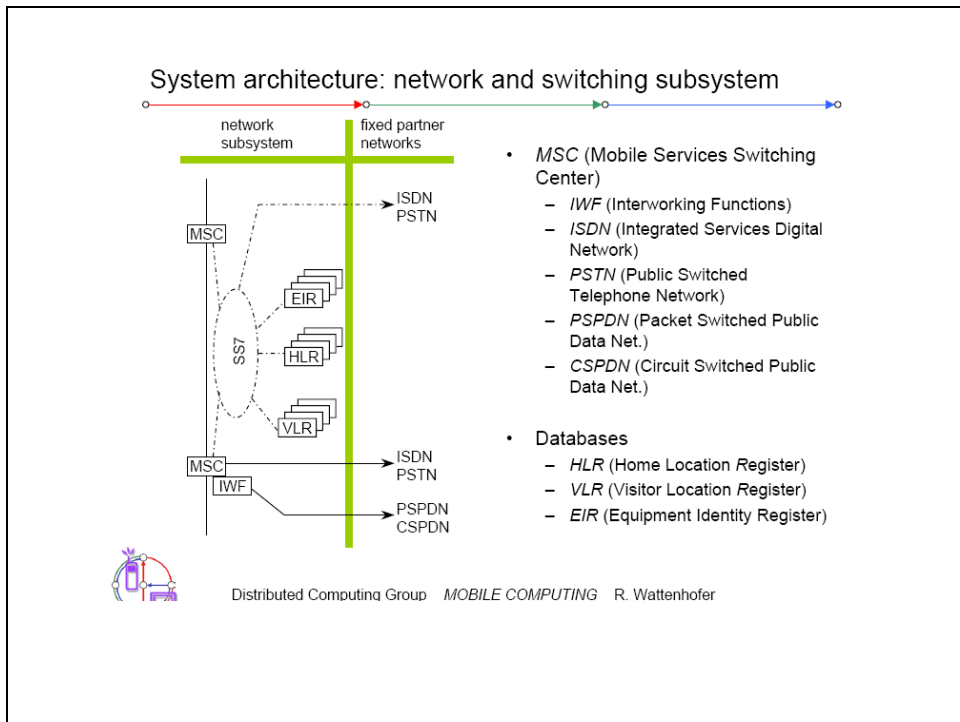 System architecture: network and switching subsystem
network
subsystem
fixed partner
networks
ISDN
PSTN
MSC
EIR
SS7
HLR
VLR
MSC
IWF
ISDN
PSTN
PSPDN
CSPDN
• MSC (Mobile Services Switching
Center)
– IWF (Interworking Functions)
– ISDN (Integrated Services Digital
Network)
– PSTN (Public Switched
Telephone Network)
– PSPDN (Packet Switched Public
Data Net.)
– CSPDN (Circuit Switched Public
Data Net.)
• Databases
– HLR (Home Location Register)
– VLR (Visitor Location Register)
– EIR (Equipment Identity Register)
Distributed Computing Group MOBILE COMPUTING R. Wattenhofer